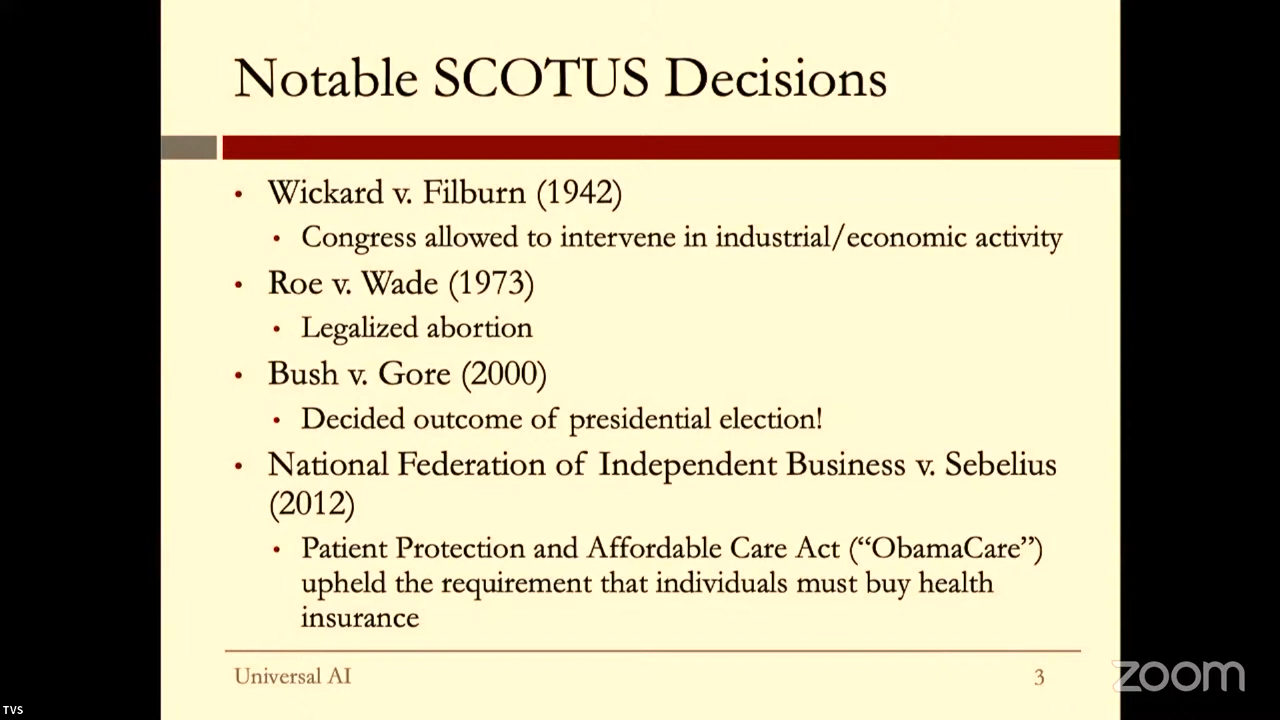 Notable SCOTUS Decisions
• Wickard v. Filburn (1942)
• Congress allowed to intervene in industrial/economic activity
• Roe v. Wade (1973)
• Legalized abortion
• Bush v. Gore (2000)
• Decided outcome of presidential election!
• National Federation of Independent Business v. Sebelius
(2012)
• Patient Protection and Affordable Care Act (“ObamaCare”)
upheld the requirement that individuals must buy health
insurance
Universal AI
3
zoom
TVS